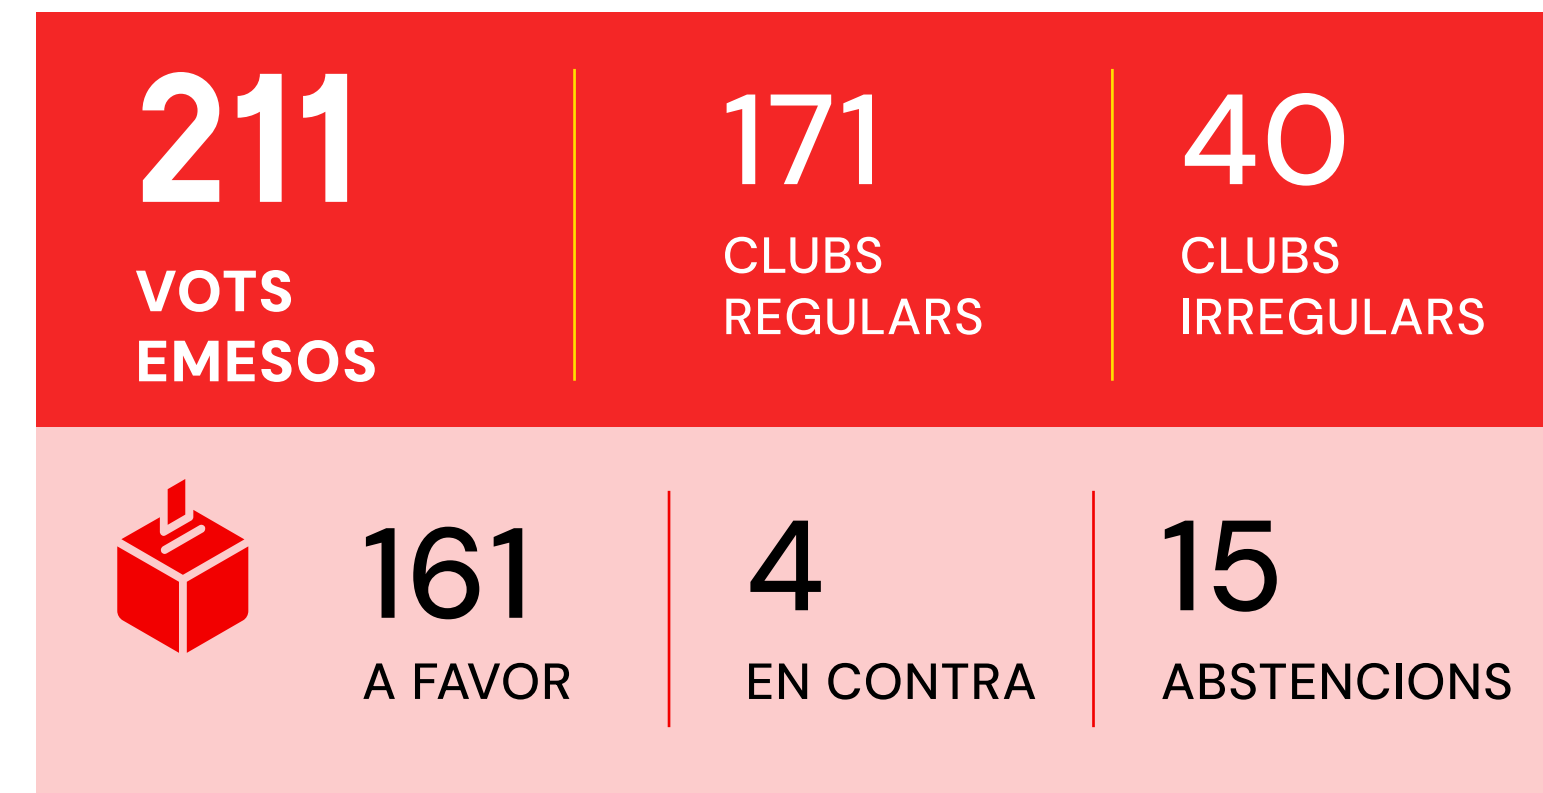 211
VOTS
EMESOS
171
CLUBS
REGULARS
40
CLUBS
IRREGULARS
161
A FAVOR
4
EN CONTRA
15
ABSTENCIONS